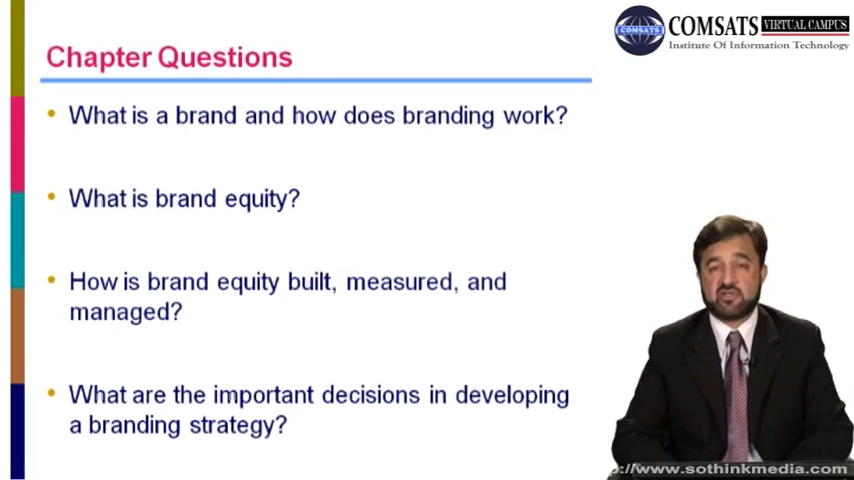 COMSATS VIRTUAL CAMPUS
COMSATS
Institute Of Information Technology
Chapter Questions
• What is a brand and how does branding work?
• What is brand equity?
• How is brand equity built, measured, and
managed?
• What are the important decisions in developing
a branding strategy?
://www.sothinkmedia.com/